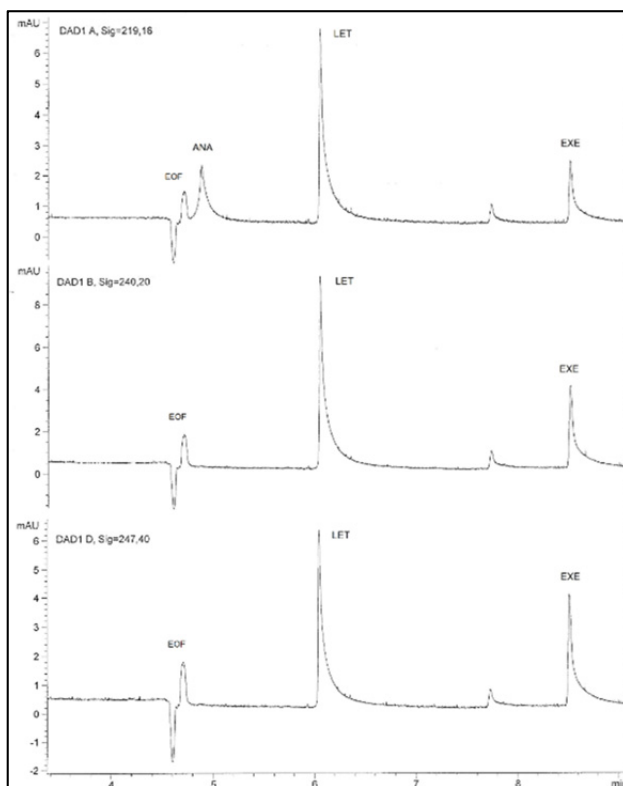 mAU
DAD1 A, Sig=219,16
LET
6
5
4
3
ANA
EXE
EOF
2
1
0
mAU
DAD1 B, Sig=240,20
LET
8
6
EXE
4
EOF
2
0
mAU
DAD1 D, Sig=247,40
LET
6
5
EXE
4
3
EOF
2
1
0
-1
-2
4
5
6
7
8